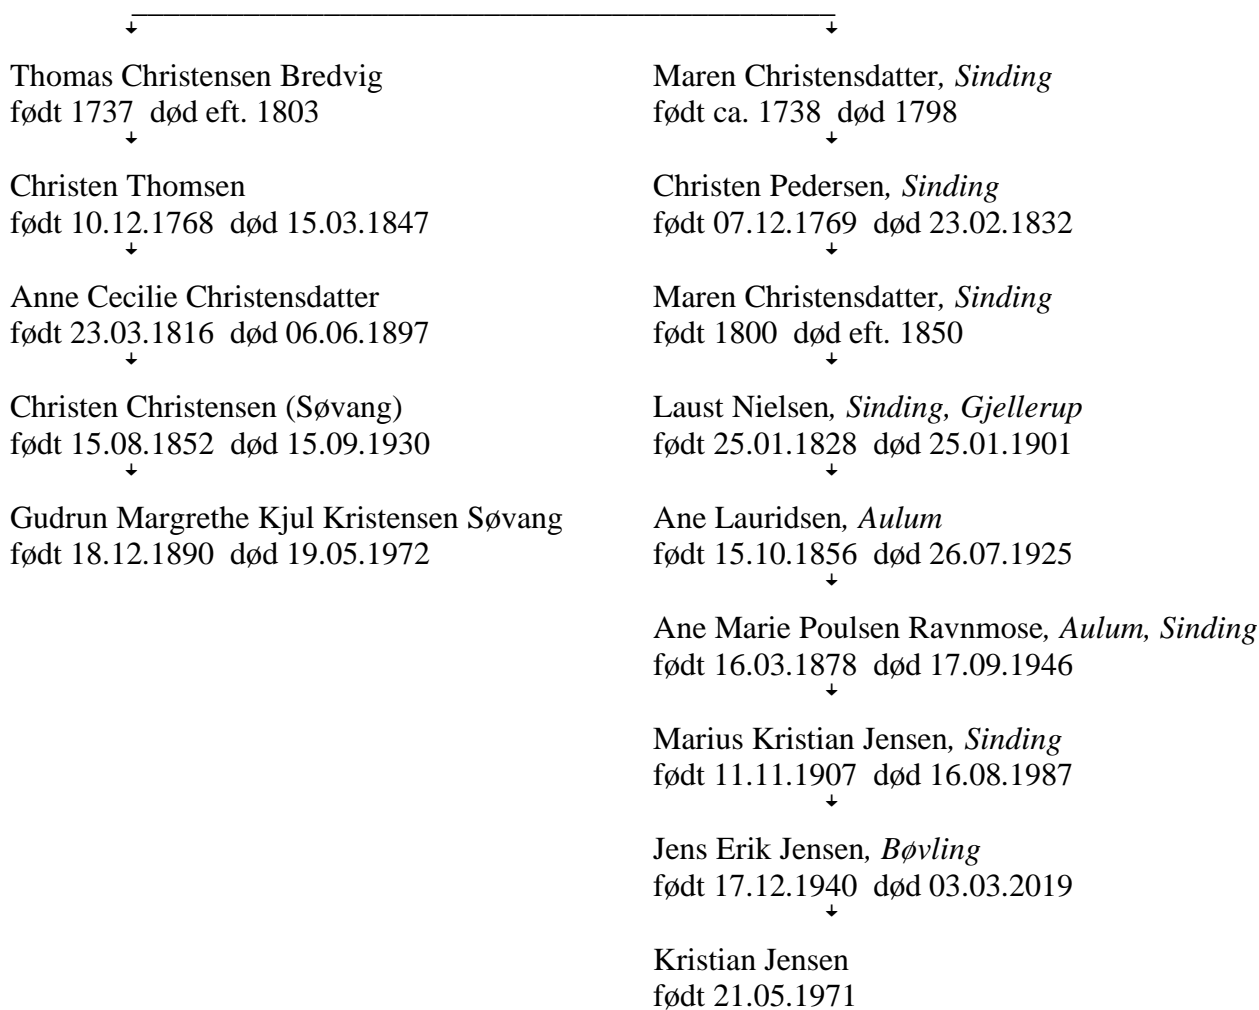 Thomas Christensen Bredvig
født 1737 død eft. 1803
Christen Thomsen
født 10.12.1768 død 15.03.1847
Anne Cecilie Christensdatter
født 23.03.1816 død 06.06.1897
Christen Christensen (Søvang)
født 15.08.1852 død 15.09.1930
Gudrun Margrethe Kjul Kristensen Søvang
født 18.12.1890 død 19.05.1972
Maren Christensdatter, Sinding
født ca. 1738 død 1798
Christen Pedersen, Sinding
født 07.12.1769 død 23.02.1832
Maren Christensdatter, Sinding
født 1800 død eft. 1850
Laust Nielsen, Sinding, Gjellerup
født 25.01.1828 død 25.01.1901
Ane Lauridsen, Aulum
født 15.10.1856 død 26.07.1925
Ane Marie Poulsen Ravnmose, Aulum, Sinding
født 16.03.1878 død 17.09.1946
Marius Kristian Jensen, Sinding
født 11.11.1907 død 16.08.1987
Jens Erik Jensen, Bøvling
født 17.12.1940 død 03.03.2019
Kristian Jensen
født 21.05.1971